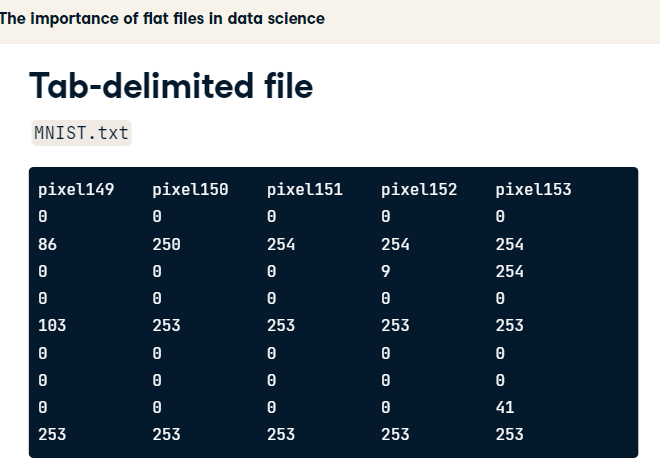 The importance of flat files in data science
Tab-delimited file
MNIST.txt
pixel149 pixel150 pixel151 pixel152 pixel153
0 0 0 0 0
86 250 254 254 254
0 0 0 9 254
0 0 0 0 0
103 253 253 253 253
0 0 0 0 0
0 0 0 0 0
0 0 0 0 41
253 253 253 253 253